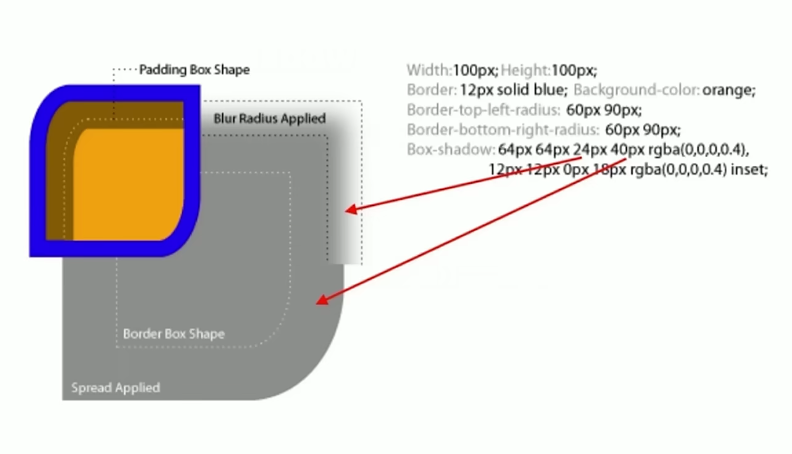 Padding Box Shape
Blur Radius Applied
Border Box Shape
Spread Applied
Width:100px; Height:100px;
Border: 12px solid blue; Background-color: orange;
Border-top-left-radius: 60px 90px;
Border-bottom-right-radius: 60px 90px;
Box-shadow: 64px 64px 24px 40px rgba(0,0,0,0.4),
12px 12px 0px 18px rgba(0,0,0,0.4) inset;